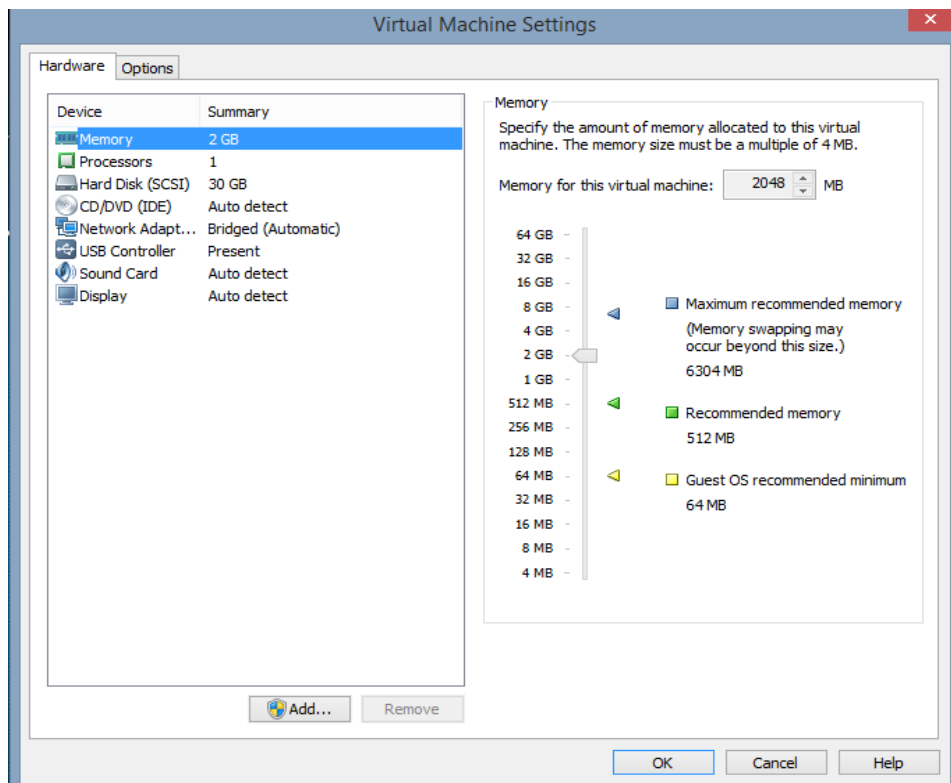 Virtual Machine Settings
Hardware
Options
Device Summary
Memory 2 GB
Processors 1
Hard Disk (SCSI) 30 GB
CD/DVD (IDE) Auto detect
Network Adapt... Bridged (Automatic)
USB Controller Present
Sound Card Auto detect
Display Auto detect
Add...
Remove
Memory
Specify the amount of memory allocated to this virtual
machine. The memory size must be a multiple of 4 MB.
Memory for this virtual machine: 2048 MB
64 GB
32 GB
16 GB
8 GB
4 GB
2 GB
1 GB
512 MB
256 MB
128 MB
64 MB
32 MB
16 MB
8 MB
4 MB
Maximum recommended memory
(Memory swapping may
occur beyond this size.)
6304 MB
Recommended memory
512 MB
Guest OS recommended minimum
64 MB
OK
Cancel
Help